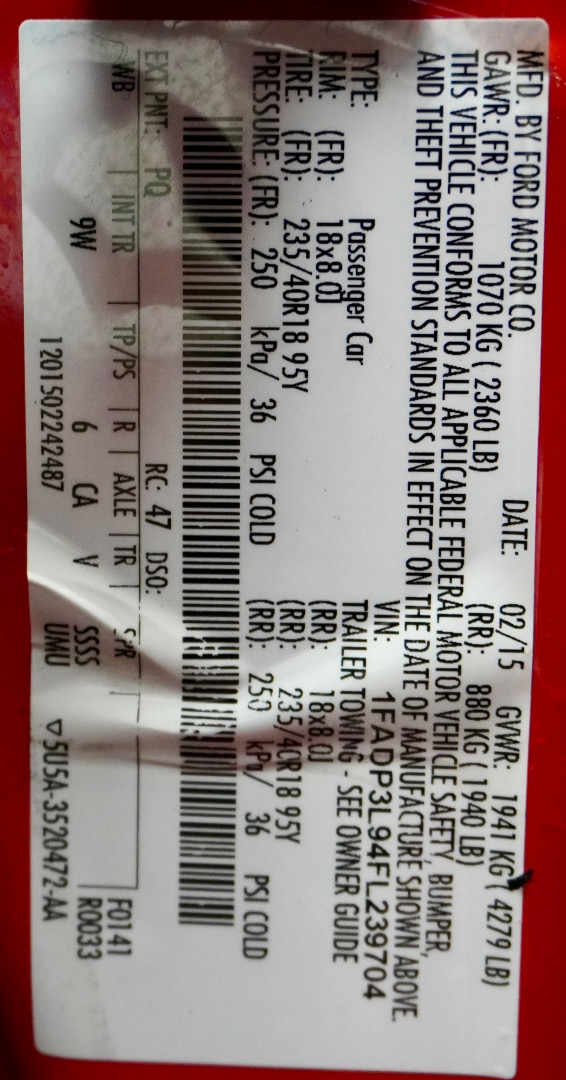 MFD. BY FORD MOTOR CO.
DATE: 02/15 GVWR: 1941 KG ( 4279 LB)
GAWR: (FR): 1070 KG ( 2360 LB) (RR): 880 KG ( 1940 LB)
THIS VEHICLE CONFORMS TO ALL APPLICABLE FEDERAL MOTOR VEHICLE SAFETY, BUMPER,
AND THEFT PREVENTION STANDARDS IN EFFECT ON THE DATE OF MANUFACTURE SHOWN ABOVE.
VIN: 1FADP3L94FL239704
TYPE: Passenger Car TRAILER TOWING - SEE OWNER GUIDE
RIM: (FR): 18x8.0J (RR): 18x8.0J
TIRE: (FR): 235/40R18 95Y (RR): 235/40R18 95Y
PRESSURE: (FR): 250 kPa/ 36 PSI COLD (RR): 250 kPa/ 36 PSI COLD
EXT PNT: PQ RC: 47 DSO:
WB | INT TR | TP/PS | R | AXLE | TR | SPR F0141
9W 6 CA V SSSS R0033
1201502242487 UMU ▽5U5A-3520472-AA